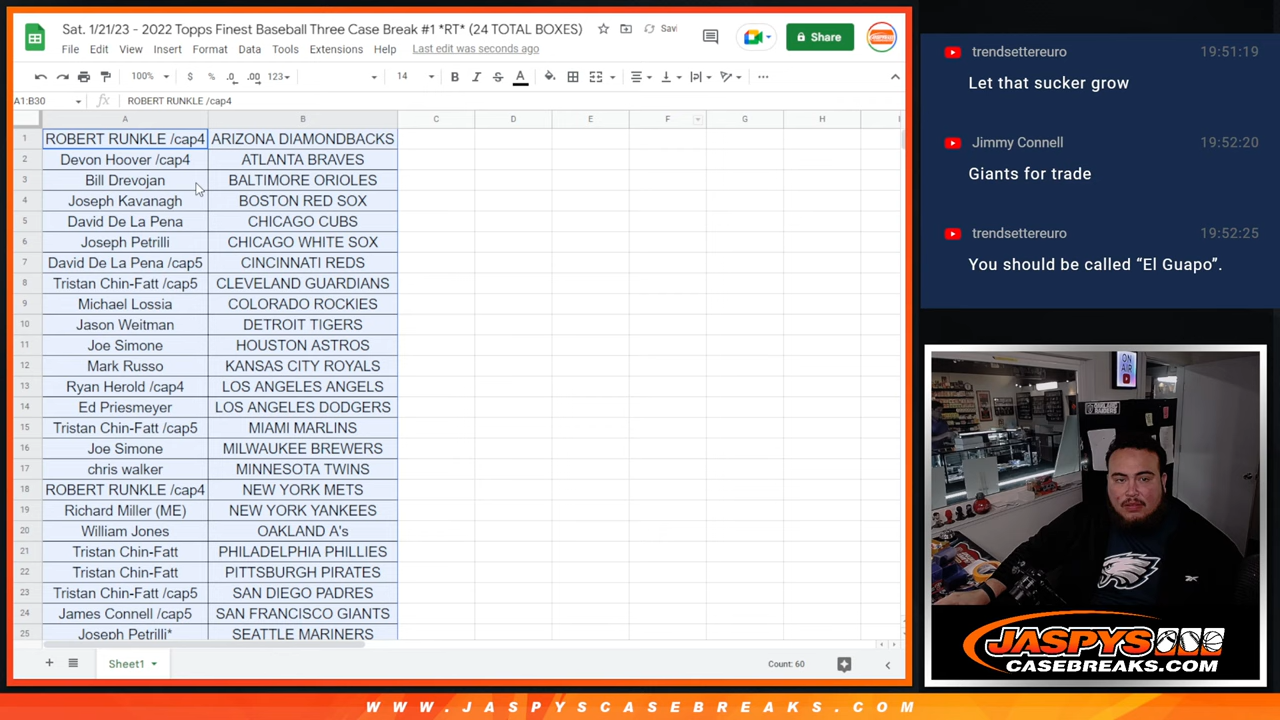 Sat. 1/21/23 - 2022 Topps Finest Baseball Three Case Break #1 *RT* (24 TOTAL BOXES)
Savi
Share
File Edit View Insert Format Data Tools Extensions Help Last edit was seconds ago
100% $ % .0 .00 123 14 B I S A
A1:B30 fx ROBERT RUNKLE /cap4
A B C D E F G H I
1 ROBERT RUNKLE /cap4 ARIZONA DIAMONDBACKS
2 Devon Hoover /cap4 ATLANTA BRAVES
3 Bill Drevojan BALTIMORE ORIOLES
4 Joseph Kavanagh BOSTON RED SOX
5 David De La Pena CHICAGO CUBS
6 Joseph Petrilli CHICAGO WHITE SOX
7 David De La Pena /cap5 CINCINNATI REDS
8 Tristan Chin-Fatt /cap5 CLEVELAND GUARDIANS
9 Michael Lossia COLORADO ROCKIES
10 Jason Weitman DETROIT TIGERS
11 Joe Simone HOUSTON ASTROS
12 Mark Russo KANSAS CITY ROYALS
13 Ryan Herold /cap4 LOS ANGELES ANGELS
14 Ed Priesmeyer LOS ANGELES DODGERS
15 Tristan Chin-Fatt /cap5 MIAMI MARLINS
16 Joe Simone MILWAUKEE BREWERS
17 chris walker MINNESOTA TWINS
18 ROBERT RUNKLE /cap4 NEW YORK METS
19 Richard Miller (ME) NEW YORK YANKEES
20 William Jones OAKLAND A's
21 Tristan Chin-Fatt PHILADELPHIA PHILLIES
22 Tristan Chin-Fatt PITTSBURGH PIRATES
23 Tristan Chin-Fatt /cap5 SAN DIEGO PADRES
24 James Connell /cap5 SAN FRANCISCO GIANTS
25 Joseph Petrilli* SEATTLE MARINERS
Sheet1
Count: 60
trendsettereuro 19:51:19
Let that sucker grow
Jimmy Connell 19:52:20
Giants for trade
trendsettereuro 19:52:25
You should be called “El Guapo”.
ON AIR
OAKLAND RAIDERS
JASPYS
CASEBREAKS.COM
WWW.JASPYSCASEBREAKS.COM